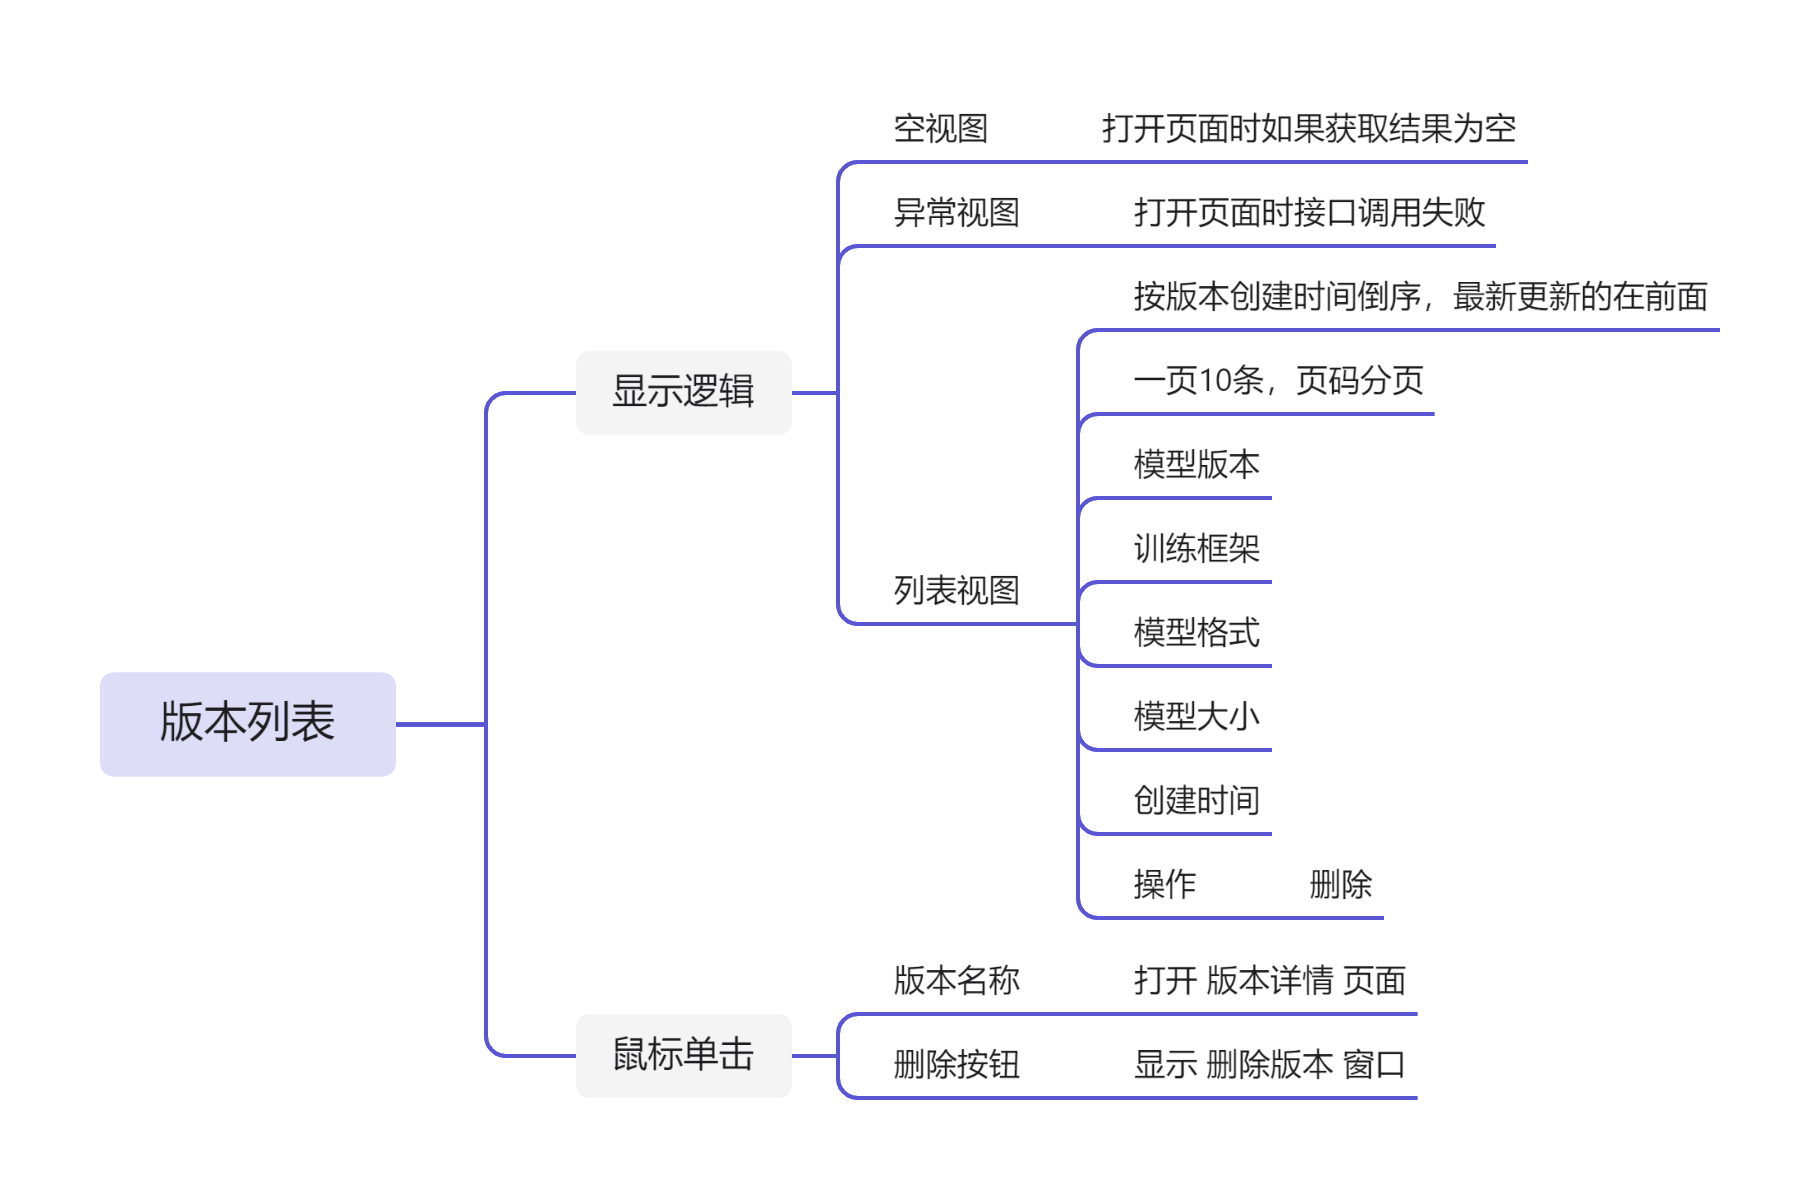 版本列表
显示逻辑
空视图
打开页面时如果获取结果为空
异常视图
打开页面时接口调用失败
列表视图
按版本创建时间倒序，最新更新的在前面
一页10条，页码分页
模型版本
训练框架
模型格式
模型大小
创建时间
操作
删除
鼠标单击
版本名称
打开 版本详情 页面
删除按钮
显示 删除版本 窗口